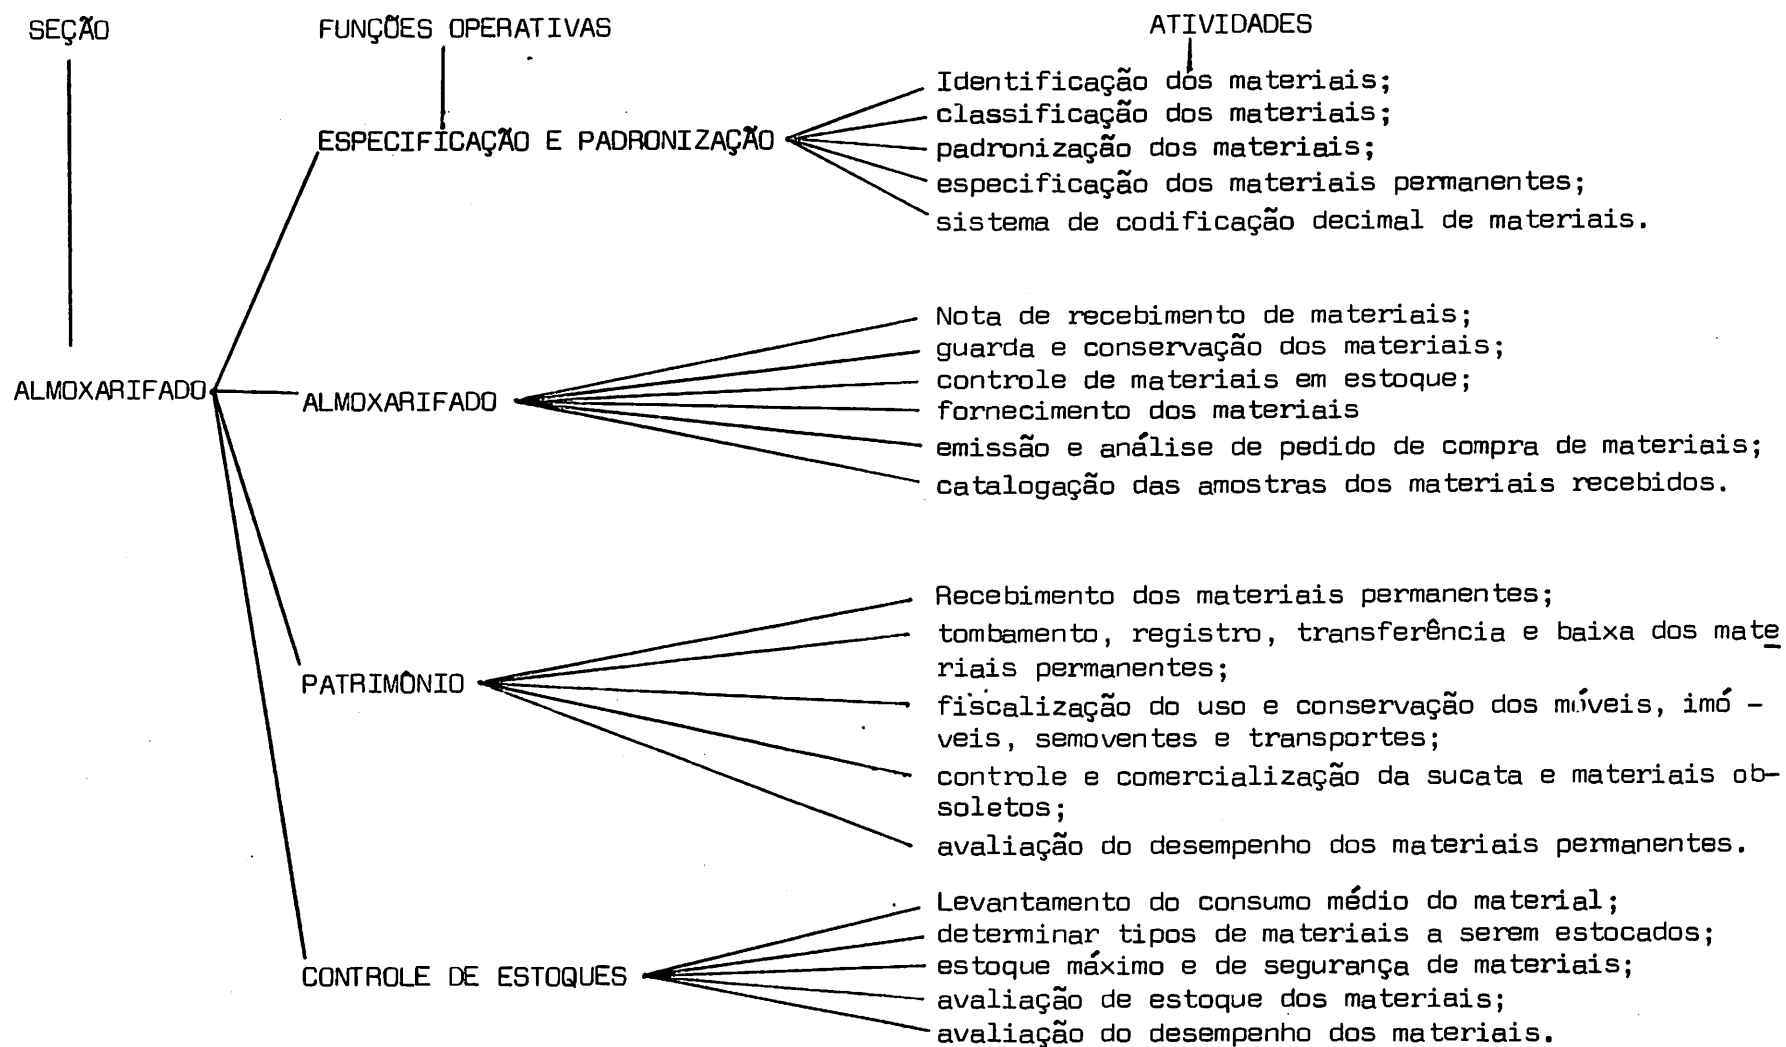 SEÇÃO FUNÇÕES OPERATIVAS ATIVIDADES
ESPECIFICAÇÃO E PADRONIZAÇÃO
Identificação dos materiais;
classificação dos materiais;
padronização dos materiais;
especificação dos materiais permanentes;
sistema de codificação decimal de materiais.
ALMOXARIFADO
ALMOXARIFADO
Nota de recebimento de materiais;
guarda e conservação dos materiais;
controle de materiais em estoque;
fornecimento dos materiais
emissão e análise de pedido de compra de materiais;
catalogação das amostras dos materiais recebidos.
PATRIMÔNIO
Recebimento dos materiais permanentes;
tombamento, registro, transferência e baixa dos mate
riais permanentes;
fiscalização do uso e conservação dos móveis, imó -
veis, semoventes e transportes;
controle e comercialização da sucata e materiais ob-
soletos;
avaliação do desempenho dos materiais permanentes.
CONTROLE DE ESTOQUES
Levantamento do consumo médio do material;
determinar tipos de materiais a serem estocados;
estoque máximo e de segurança de materiais;
avaliação de estoque dos materiais;
avaliação do desempenho dos materiais.